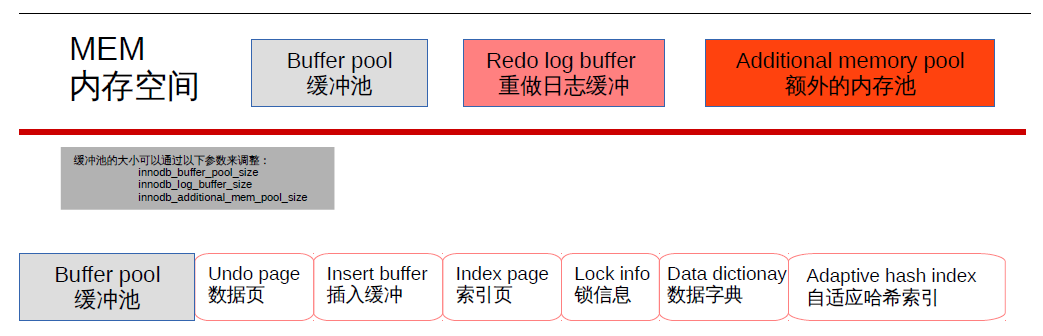 MEM
内存空间
Buffer pool
缓冲池
Redo log buffer
重做日志缓冲
Additional memory pool
额外的内存池
缓冲池的大小可以通过以下参数来调整：
innodb_buffer_pool_size
innodb_log_buffer_size
innodb_additional_mem_pool_size
Buffer pool
缓冲池
Undo page
数据页
Insert buffer
插入缓冲
Index page
索引页
Lock info
锁信息
Data dictionay
数据字典
Adaptive hash index
自适应哈希索引